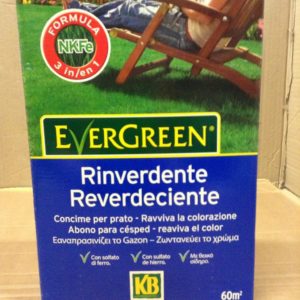 FORMULA
NKFe
3 in/en 1
EVERGREEN®
Rinverdente
Reverdeciente
Concime per prato - Ravviva la colorazione
Abono para césped - reaviva el color
Εαναπρασινίζει το Gazon – Ζωντανεύει το χρώμα
Con solfato di ferro.
Con sulfato de hierro.
Με θειικό σίδηρο.
KB
60m²